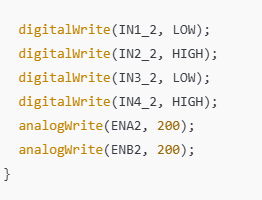 digitalWrite(IN1_2, LOW);
digitalWrite(IN2_2, HIGH);
digitalWrite(IN3_2, LOW);
digitalWrite(IN4_2, HIGH);
analogWrite(ENA2, 200);
analogWrite(ENB2, 200);
}